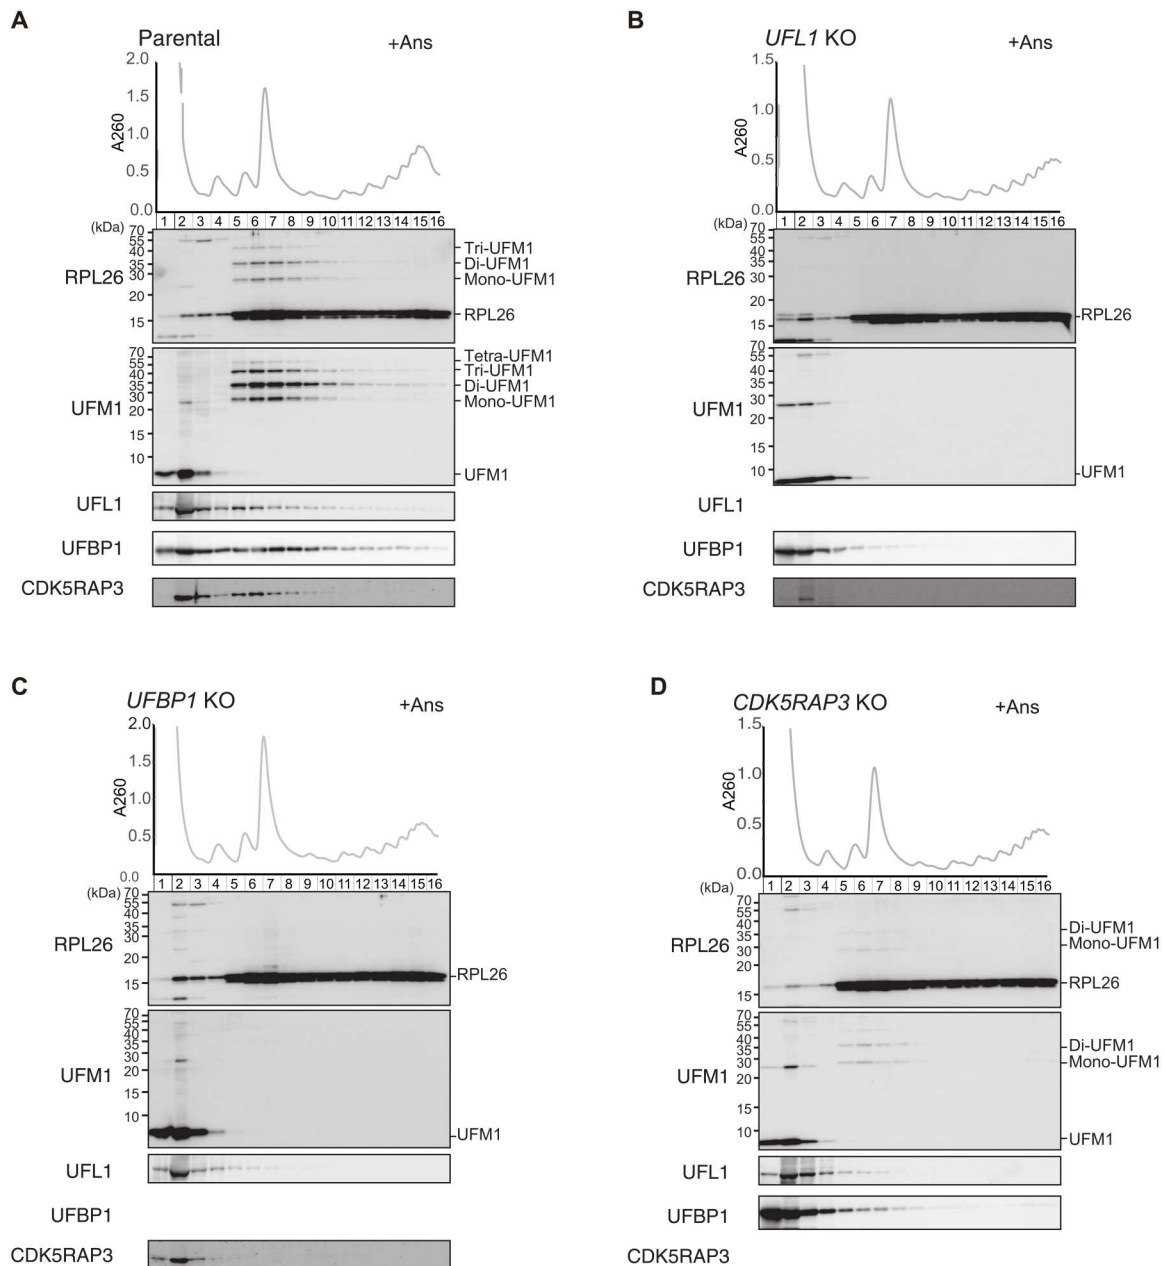 A
Parental
+Ans
2.0
1.5
1.0
0.5
0.0
A260
1 2 3 4 5 6 7 8 9 10 11 12 13 14 15 16
(kDa)
70
55
40
35
30
20
15
RPL26
Tri-UFM1
Di-UFM1
Mono-UFM1
RPL26
70
55
40
35
30
20
15
10
UFM1
Tetra-UFM1
Tri-UFM1
Di-UFM1
Mono-UFM1
UFM1
UFL1
UFBP1
CDK5RAP3
B
UFL1 KO
+Ans
1.5
1.0
0.5
0.0
A260
1 2 3 4 5 6 7 8 9 10 11 12 13 14 15 16
70
55
40
35
30
20
15
RPL26
RPL26
70
55
40
35
30
20
15
10
UFM1
UFM1
UFL1
UFBP1
CDK5RAP3
C
UFBP1 KO
+Ans
2.0
1.5
1.0
0.5
0.0
A260
1 2 3 4 5 6 7 8 9 10 11 12 13 14 15 16
(kDa)
70
55
40
35
30
20
15
RPL26
RPL26
70
55
40
35
30
20
15
10
UFM1
UFM1
UFL1
UFBP1
CDK5RAP3
D
CDK5RAP3 KO
+Ans
1.5
1.0
0.5
0.0
A260
1 2 3 4 5 6 7 8 9 10 11 12 13 14 15 16
(kDa)
70
55
40
35
30
20
15
RPL26
Di-UFM1
Mono-UFM1
RPL26
70
55
40
35
30
20
15
10
UFM1
Di-UFM1
Mono-UFM1
UFM1
UFL1
UFBP1
CDK5RAP3